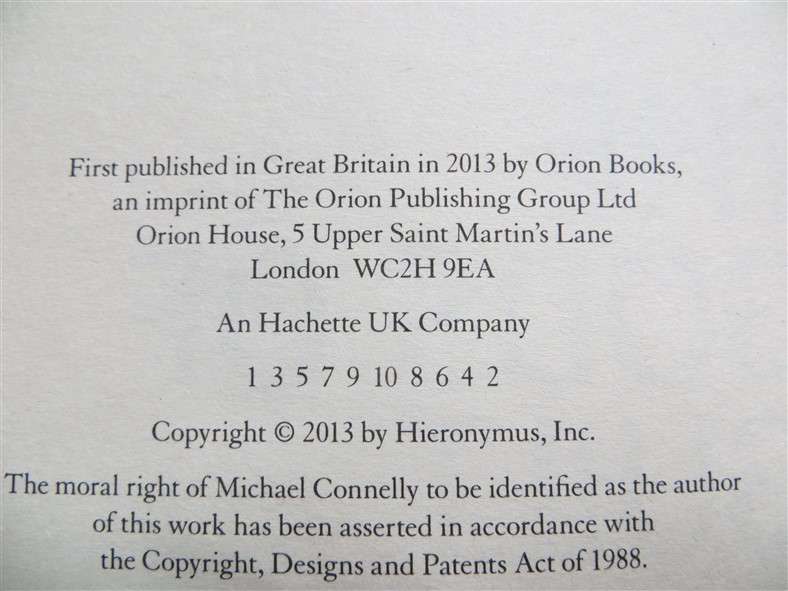 First published in Great Britain in 2013 by Orion Books,
an imprint of The Orion Publishing Group Ltd
Orion House, 5 Upper Saint Martin's Lane
London WC2H 9EA
An Hachette UK Company
1 3 5 7 9 10 8 6 4 2
Copyright © 2013 by Hieronymus, Inc.
The moral right of Michael Connelly to be identified as the author
of this work has been asserted in accordance with
the Copyright, Designs and Patents Act of 1988.